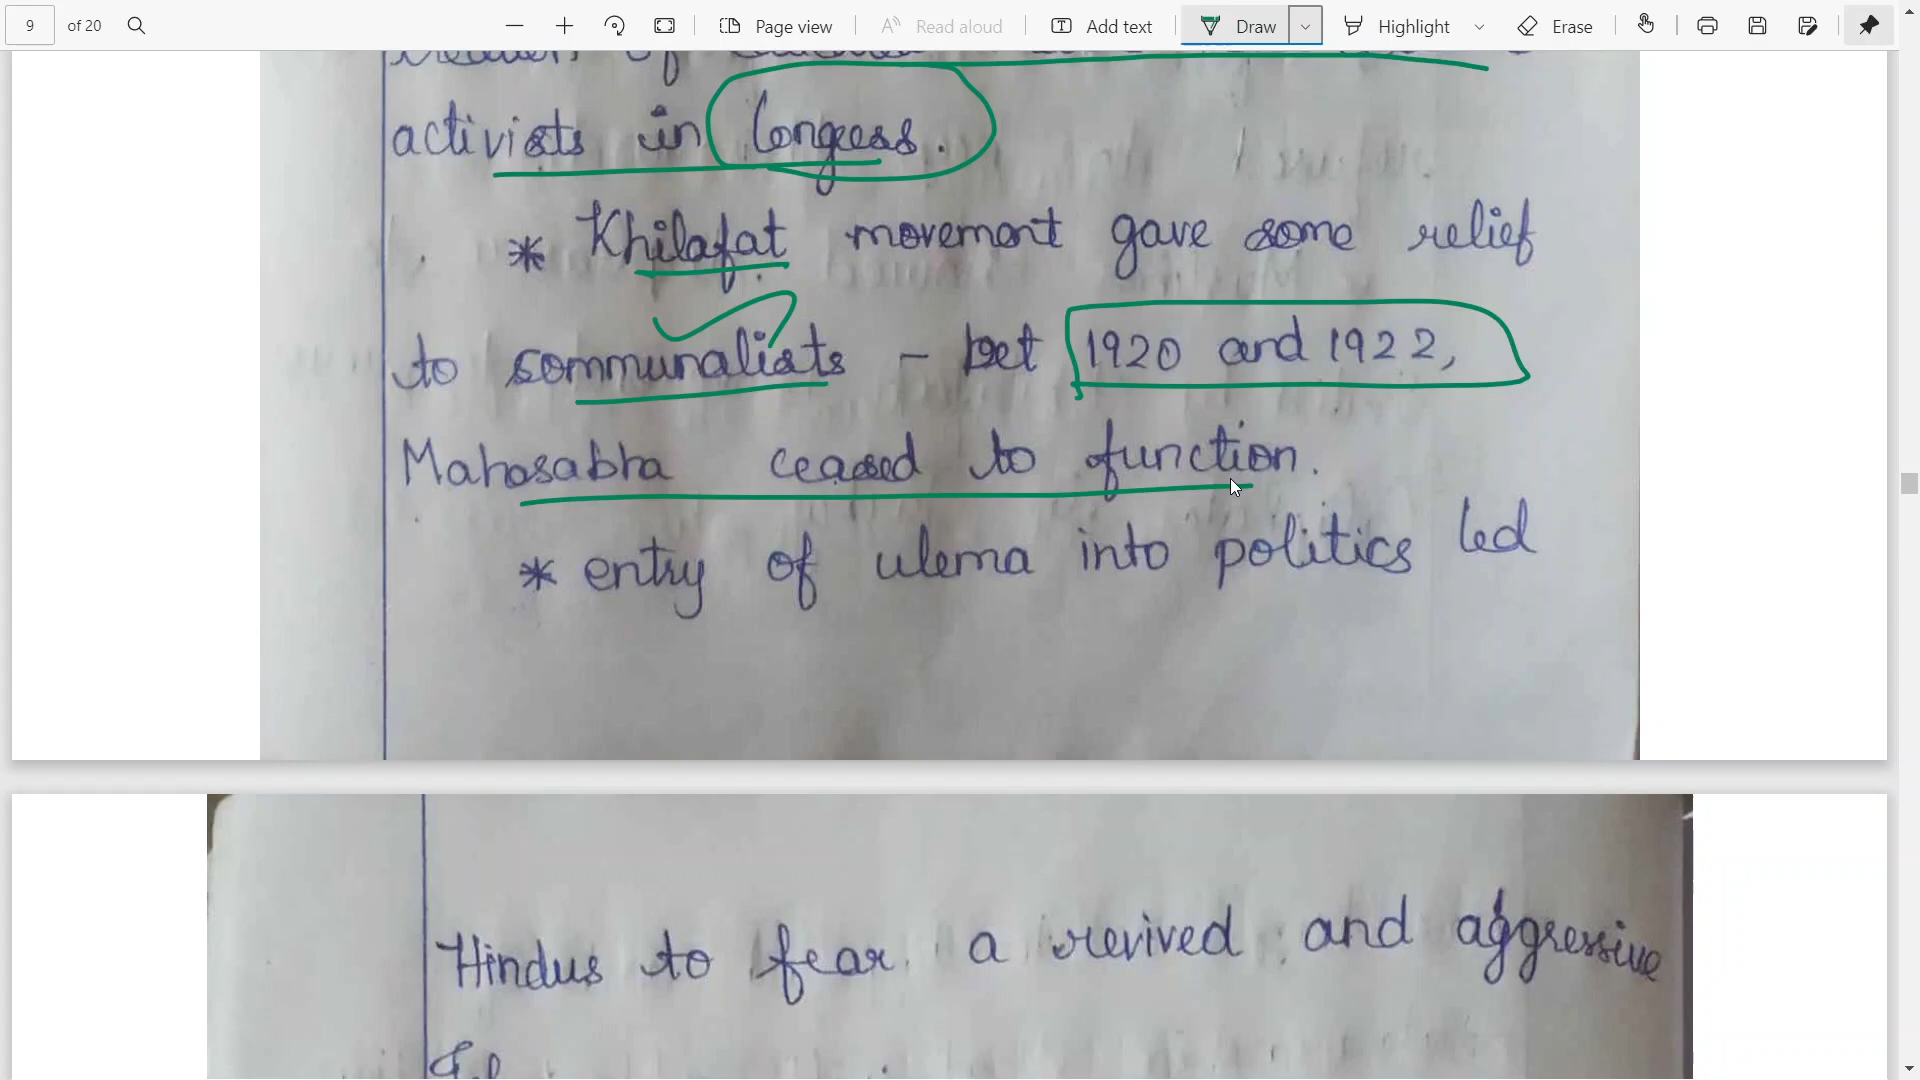 9 of 20 Page view Read aloud Add text Draw Highlight Erase
activists in Congress.
* Khilafat movement gave some relief
to communalists - bet 1920 and 1922,
Mahasabha ceased to function.
* entry of ulema into politics led
Hindus to fear a revived and aggressive